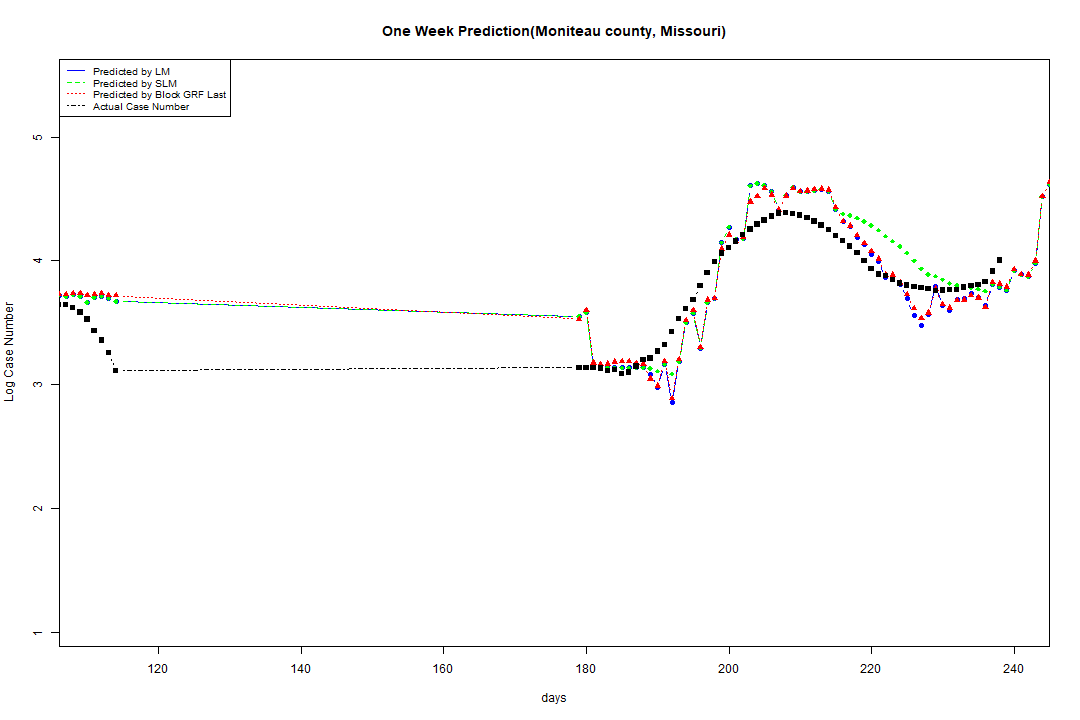 One Week Prediction(Moniteau county, Missouri)
Predicted by LM
Predicted by SLM
Predicted by Block GRF Last
Actual Case Number
5
4
3
2
1
Log Case Number
120 140 160 180 200 220 240
days